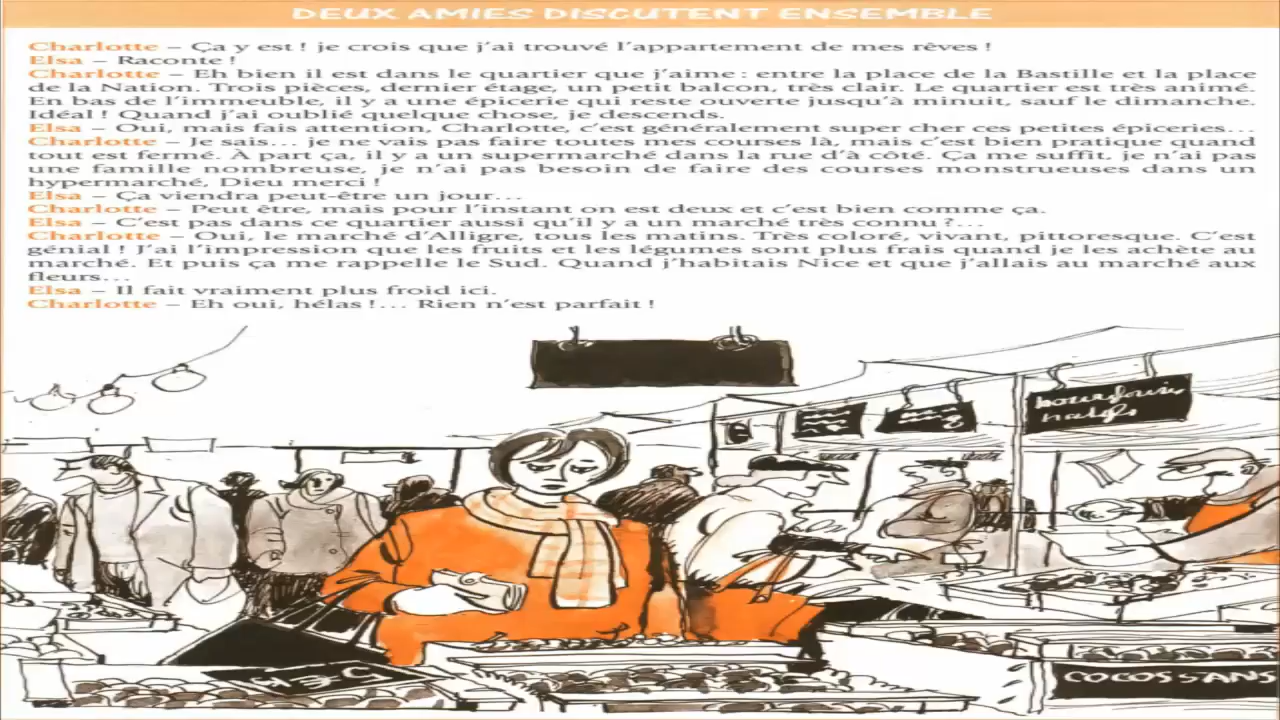 DEUX AMIES DISCUTENT ENSEMBLE
Charlotte – Ça y est ! je crois que j'ai trouvé l'appartement de mes rêves !
Elsa – Raconte !
Charlotte – Eh bien il est dans le quartier que j'aime : entre la place de la Bastille et la place
de la Nation. Trois pièces, dernier étage, un petit balcon, très clair. Le quartier est très animé.
En bas de l'immeuble, il y a une épicerie qui reste ouverte jusqu'à minuit, sauf le dimanche.
Idéal ! Quand j'ai oublié quelque chose, je descends.
Elsa – Oui, mais fais attention, Charlotte, c'est généralement super cher ces petites épiceries...
Charlotte – Je sais... je ne vais pas faire toutes mes courses là, mais c'est bien pratique quand
tout est fermé. À part ça, il y a un supermarché dans la rue d'à côté. Ça me suffit, je n'ai pas
une famille nombreuse, je n'ai pas besoin de faire des courses monstrueuses dans un
hypermarché, Dieu merci !
Elsa – Ça viendra peut-être un jour...
Charlotte – Peut être, mais pour l'instant on est deux et c'est bien comme ça.
Elsa – C'est pas dans ce quartier aussi qu'il y a un marché très connu ?...
Charlotte – Oui, le marché d'Alligre, tous les matins. Très coloré, vivant, pittoresque. C'est
génial ! J'ai l'impression que les fruits et les légumes sont plus frais quand je les achète au
marché. Et puis ça me rappelle le Sud. Quand j'habitais Nice et que j'allais au marché aux
fleurs...
Elsa – Il fait vraiment plus froid ici.
Charlotte – Eh oui, hélas !... Rien n'est parfait !
COCOS SANS